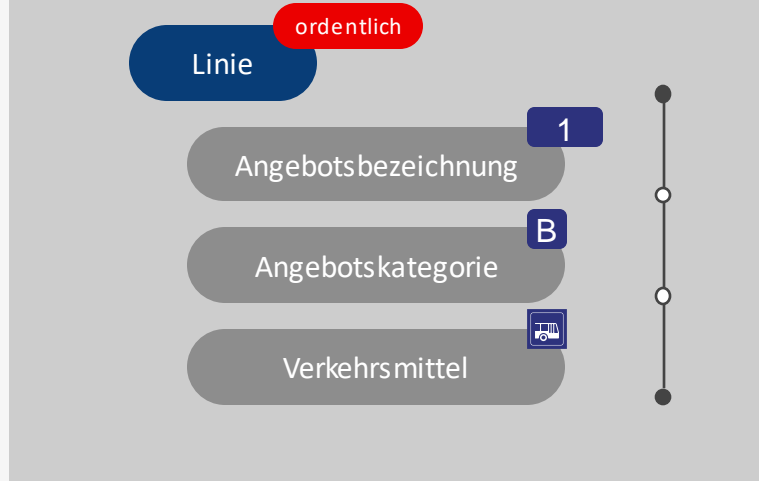 ordentlich
Linie
1
Angebotsbezeichnung
B
Angebotskategorie
Verkehrsmittel